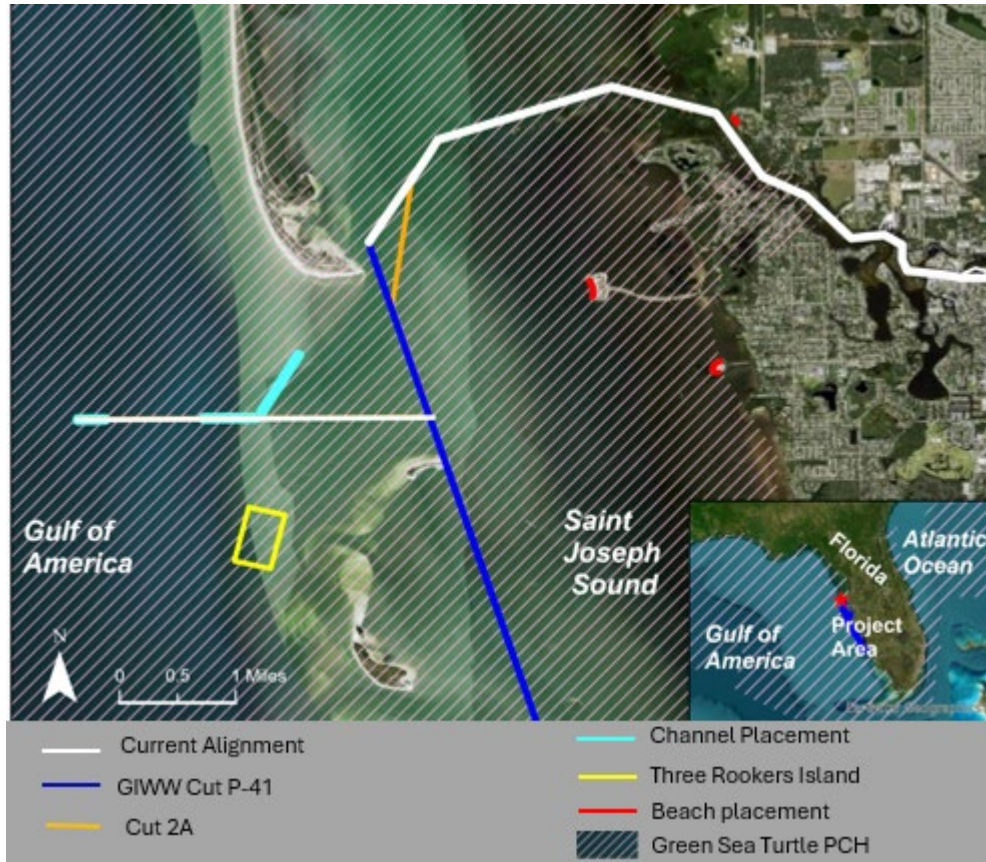 Gulf of
America
Saint
Joseph
Sound
N
0 0.5 1 Miles
Florida
Atlantic
Ocean
Project
Area
Gulf of
America
Current Alignment
GIWW Cut P-41
Cut 2A
Channel Placement
Three Rookers Island
Beach placement
Green Sea Turtle PCH